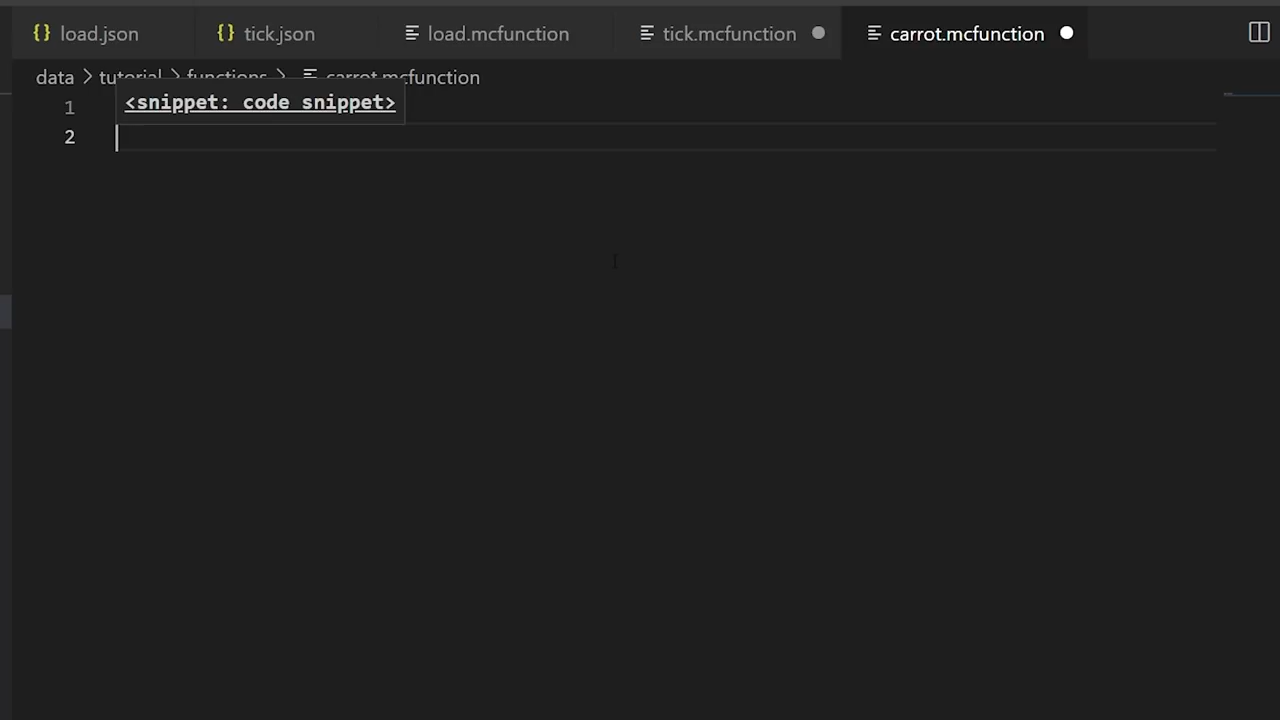 load.json tick.json load.mcfunction tick.mcfunction carrot.mcfunction
data > tutorial > functions > carrot.mcfunction
1 <snippet: code snippet>
2